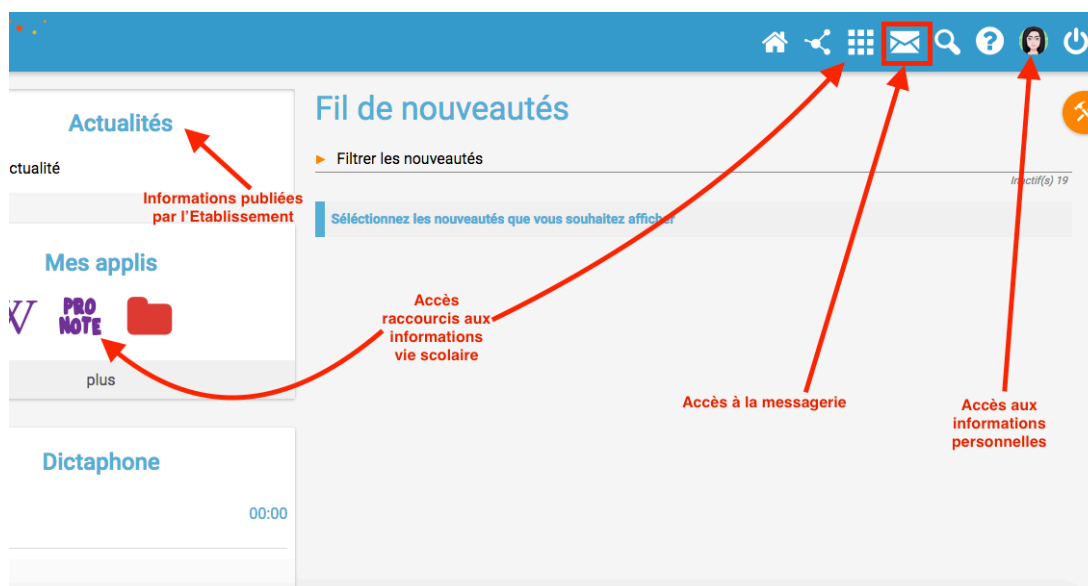 Actualités
ctualité
Informations publiées
par l'Etablissement
Mes applis
W
PRO
NOTE
plus
Dictaphone
00:00
Fil de nouveautés
Filtrer les nouveautés
Inactif(s) 19
Séléctionnez les nouveautés que vous souhaitez afficher
Accès
raccourcis aux
informations
vie scolaire
Accès à la messagerie
Accès aux
informations
personnelles